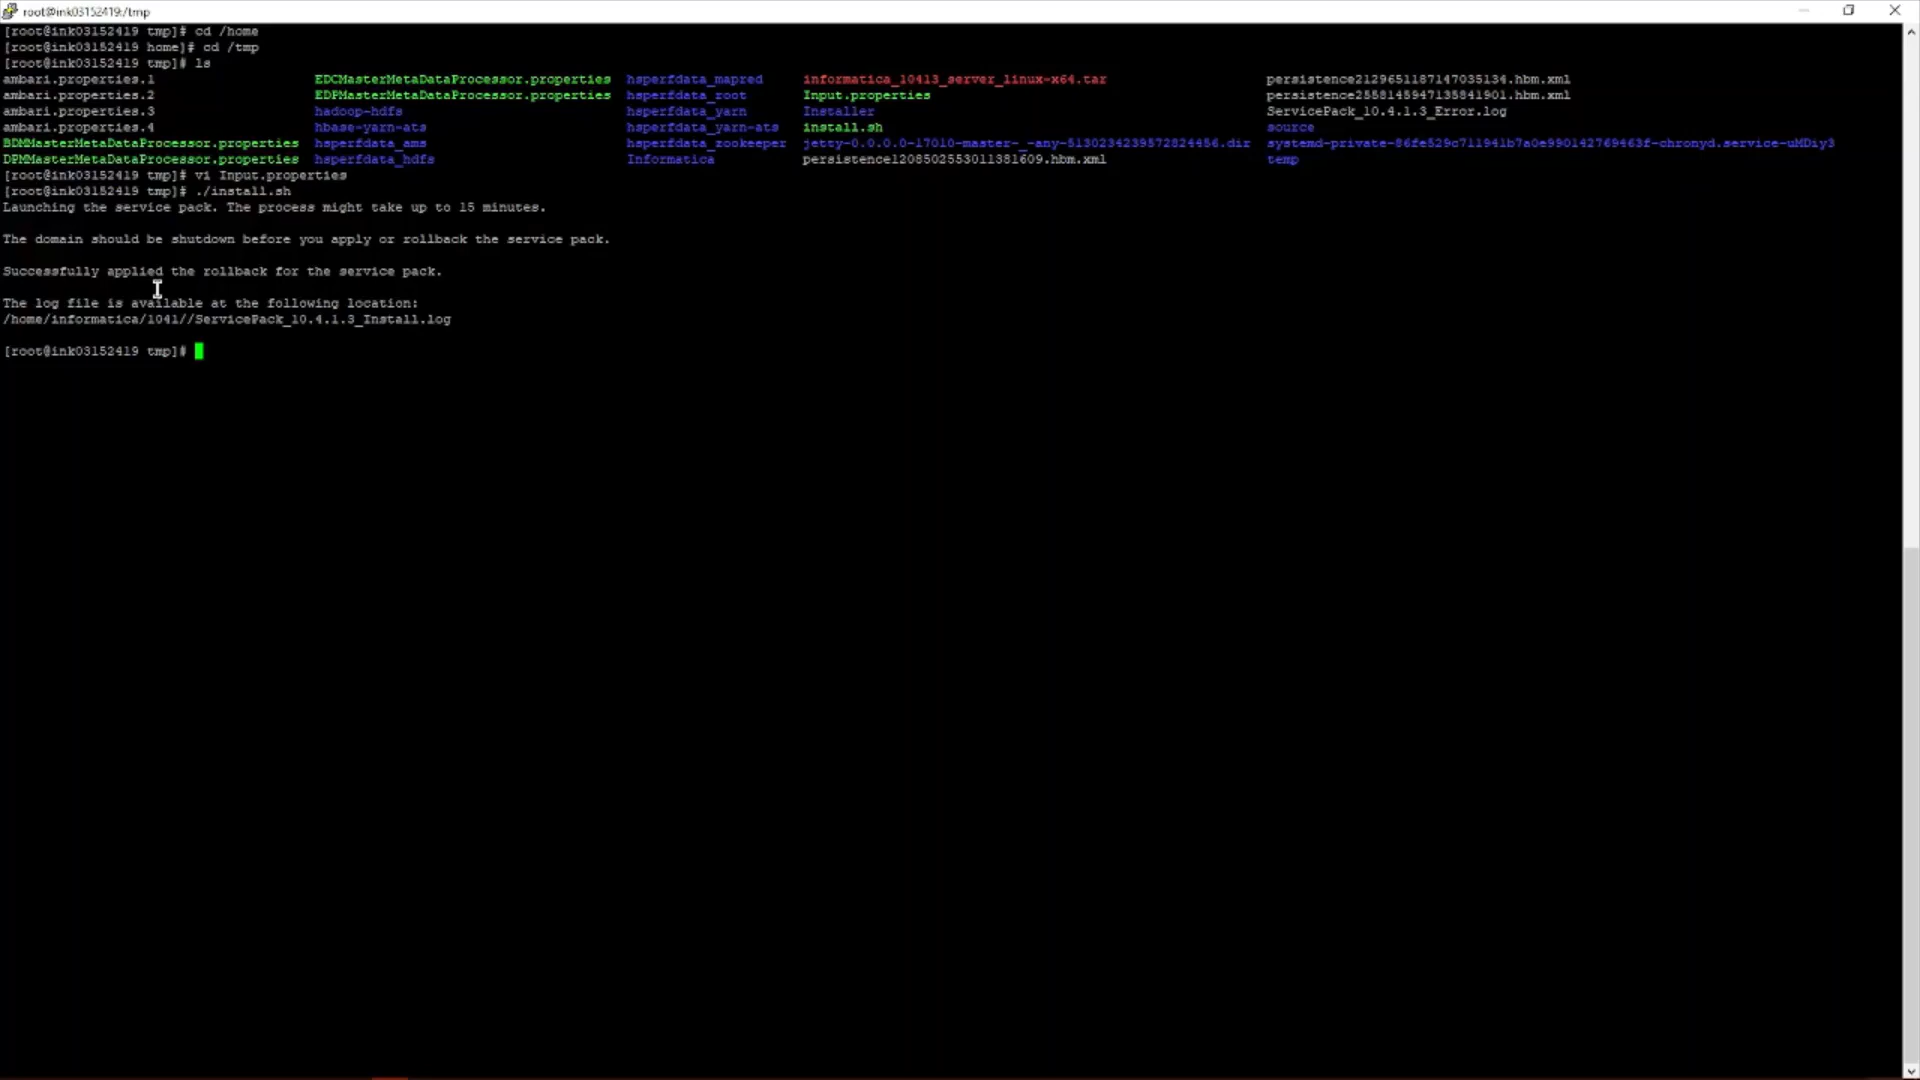 root@ink03152419:/tmp
[root@ink03152419 tmp]# cd /home
[root@ink03152419 home]# cd /tmp
[root@ink03152419 tmp]# ls
ambari.properties.1 EDCMasterMetaDataProcessor.properties hsperfdata_mapred informatica_10413_server_linux-x64.tar persistence2129651187147035134.hbm.xml
ambari.properties.2 EDPMasterMetaDataProcessor.properties hsperfdata_root Input.properties persistence2558145947135841901.hbm.xml
ambari.properties.3 hadoop-hdfs hsperfdata_yarn Installer ServicePack_10.4.1.3_Error.log
ambari.properties.4 hbase-yarn-ats hsperfdata_yarn-ats install.sh source
BDMMasterMetaDataProcessor.properties hsperfdata_ams hsperfdata_zookeeper jetty-0.0.0.0-17010-master-_-any-5130234239572824456.dir systemd-private-86fe529c711941b7a0e990142769463f-chronyd.service-uMDiy3
DPMMasterMetaDataProcessor.properties hsperfdata_hdfs Informatica persistence1208502553011381609.hbm.xml temp
[root@ink03152419 tmp]# vi Input.properties
[root@ink03152419 tmp]# ./install.sh
Launching the service pack. The process might take up to 15 minutes.
The domain should be shutdown before you apply or rollback the service pack.
Successfully applied the rollback for the service pack.
The log file is available at the following location:
/home/informatica/1041//ServicePack_10.4.1.3_Install.log
[root@ink03152419 tmp]#